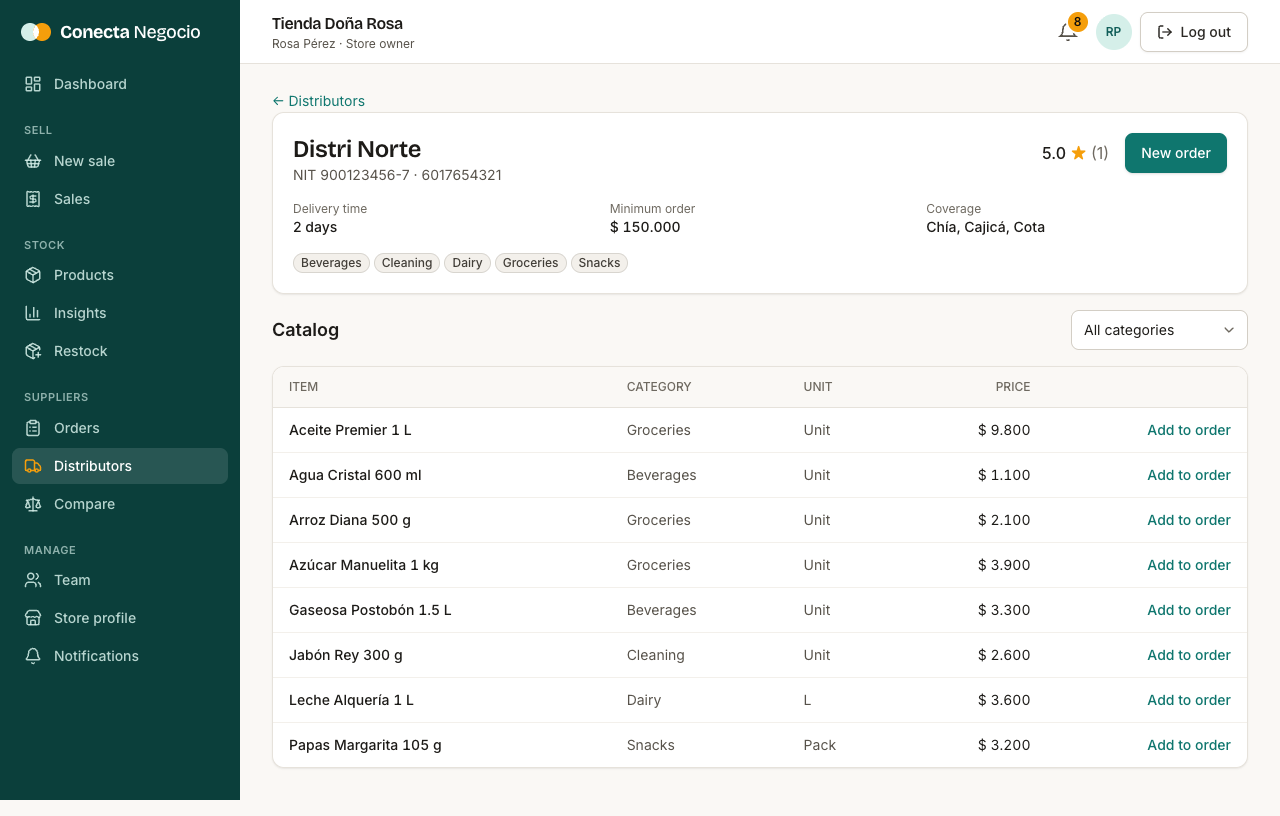 Conecta Negocio
Dashboard
SELL
New sale
Sales
STOCK
Products
Insights
Restock
SUPPLIERS
Orders
Distributors
Compare
MANAGE
Team
Store profile
Notifications
Tienda Doña Rosa
Rosa Pérez · Store owner
8
RP
Log out
← Distributors
Distri Norte
NIT 900123456-7 · 6017654321
5.0 ★ (1)
New order
Delivery time Minimum order Coverage
2 days $ 150.000 Chía, Cajicá, Cota
Beverages Cleaning Dairy Groceries Snacks
Catalog
All categories
ITEM CATEGORY UNIT PRICE
Aceite Premier 1 L Groceries Unit $ 9.800 Add to order
Agua Cristal 600 ml Beverages Unit $ 1.100 Add to order
Arroz Diana 500 g Groceries Unit $ 2.100 Add to order
Azúcar Manuelita 1 kg Groceries Unit $ 3.900 Add to order
Gaseosa Postobón 1.5 L Beverages Unit $ 3.300 Add to order
Jabón Rey 300 g Cleaning Unit $ 2.600 Add to order
Leche Alquería 1 L Dairy L $ 3.600 Add to order
Papas Margarita 105 g Snacks Pack $ 3.200 Add to order